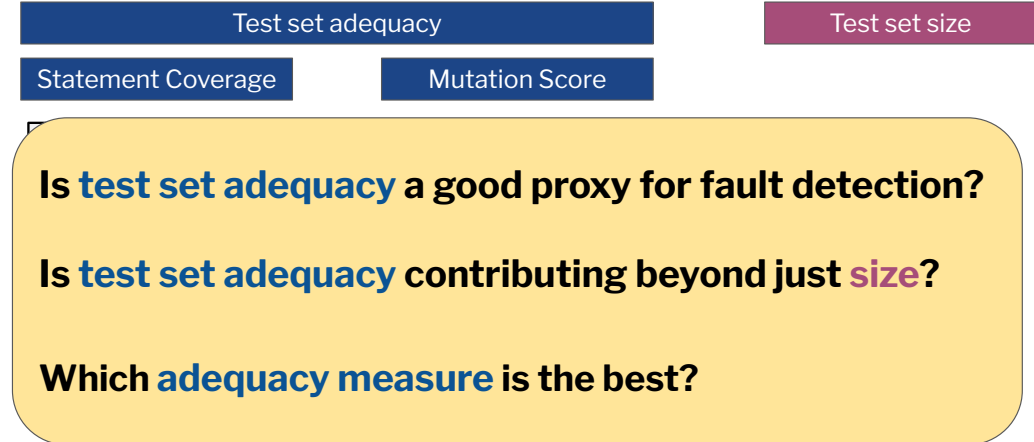 Test set adequacy Test set size
Statement Coverage Mutation Score
Is test set adequacy a good proxy for fault detection?
Is test set adequacy contributing beyond just size?
Which adequacy measure is the best?